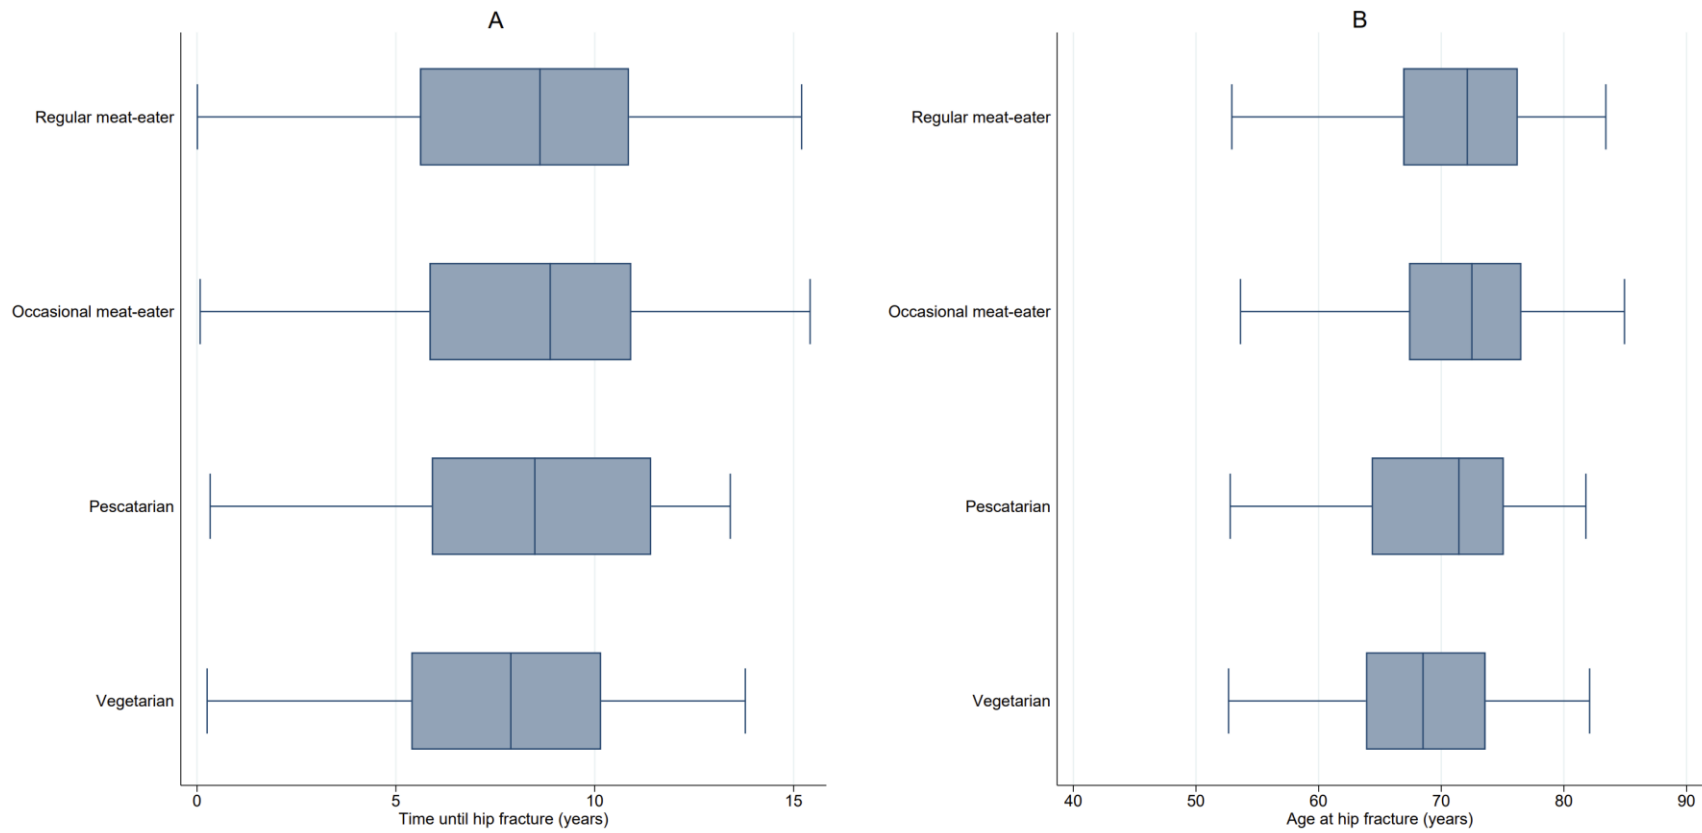 A
Regular meat-eater
Occasional meat-eater
Pescatarian
Vegetarian
0 5 10 15
Time until hip fracture (years)
B
Regular meat-eater
Occasional meat-eater
Pescatarian
Vegetarian
40 50 60 70 80 90
Age at hip fracture (years)